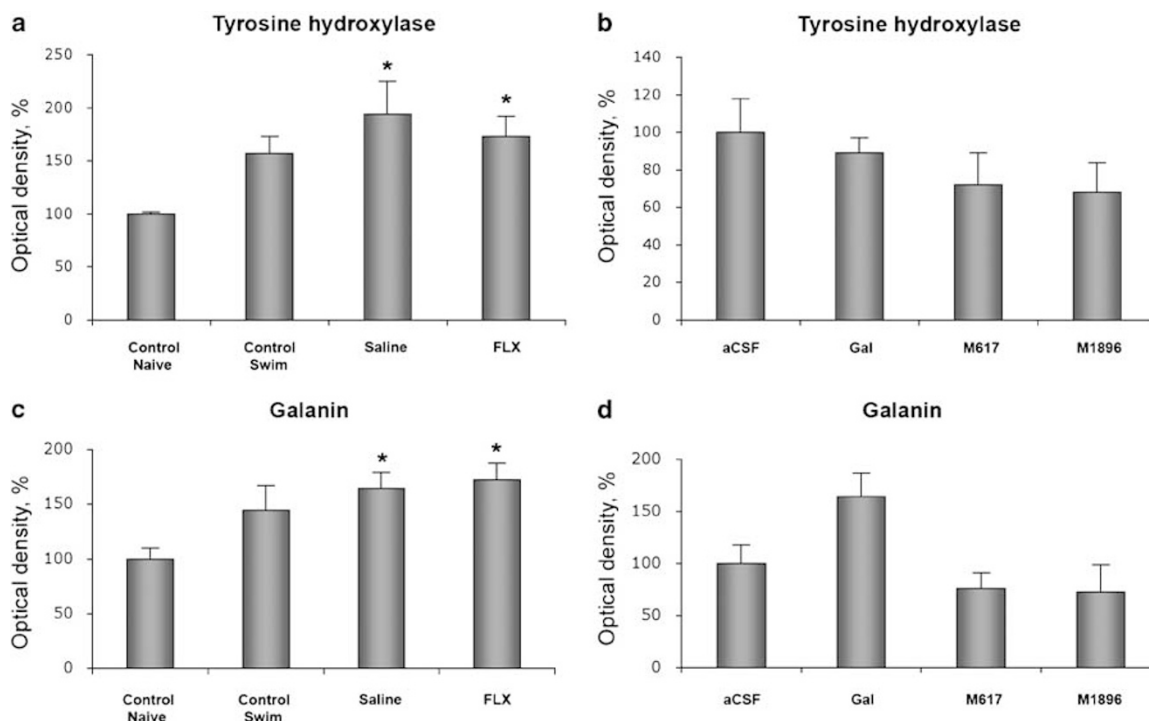 a
Tyrosine hydroxylase
Optical density, %
250
200
150
100
50
0
*
*
Control Naive
Control Swim
Saline
FLX
b
Tyrosine hydroxylase
Optical density, %
140
120
100
80
60
40
20
0
aCSF
Gal
M617
M1896
c
Galanin
Optical density, %
200
150
100
50
0
*
*
Control Naive
Control Swim
Saline
FLX
d
Galanin
Optical density, %
200
150
100
50
0
aCSF
Gal
M617
M1896